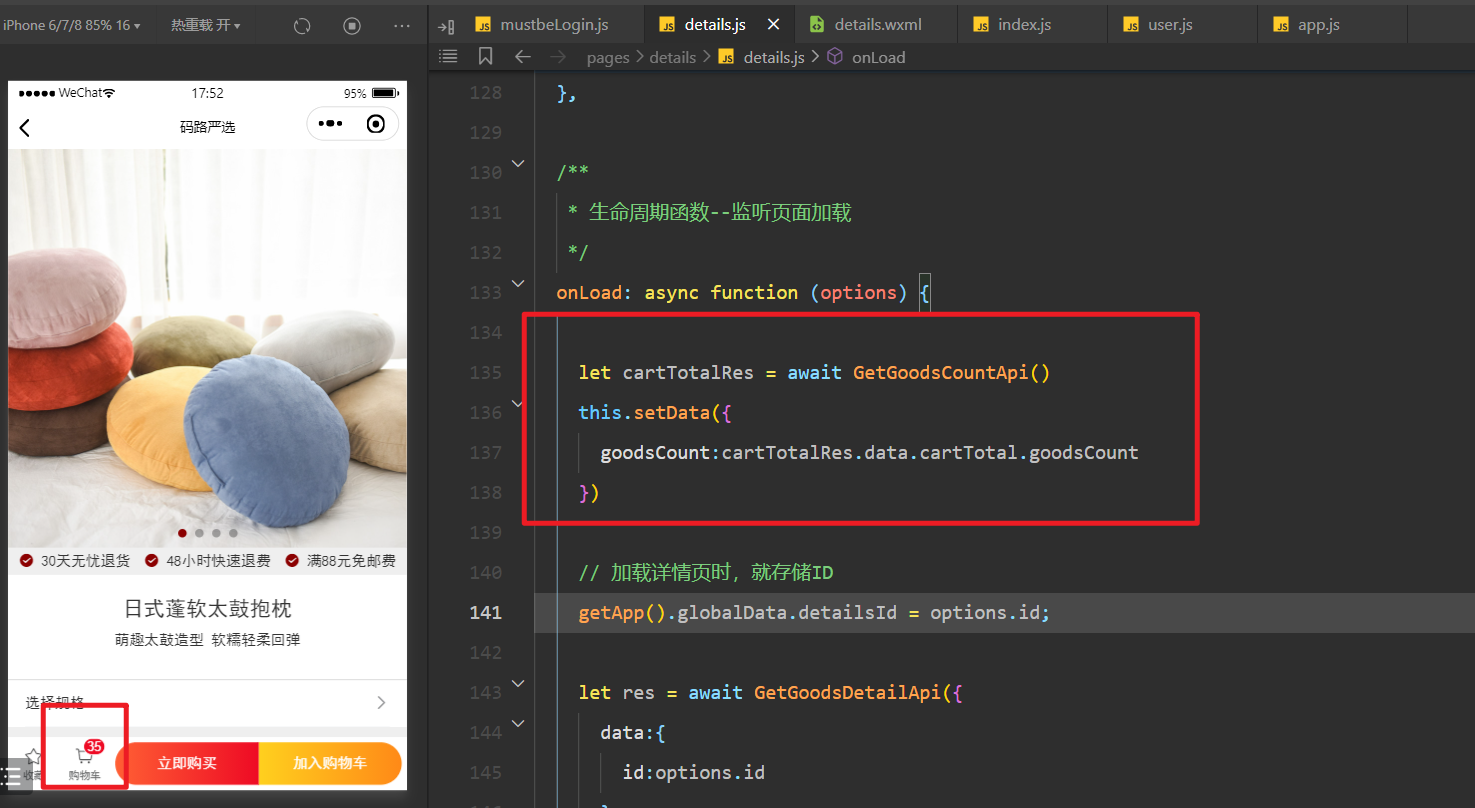 iPhone 6/7/8 85% 16
热重载 开
mustbeLogin.js
details.js
details.wxml
index.js
user.js
app.js
pages > details > details.js > onLoad
WeChat
17:52
95%
码路严选
30天无忧退货
48小时快速退费
满88元免邮费
日式蓬软太鼓抱枕
萌趣太鼓造型 软糯轻柔回弹
选择规格
收藏
35
购物车
立即购买
加入购物车
128 },
129
130 /**
131 * 生命周期函数--监听页面加载
132 */
133 onLoad: async function (options) {
134
135 let cartTotalRes = await GetGoodsCountApi()
136 this.setData({
137 goodsCount:cartTotalRes.data.cartTotal.goodsCount
138 })
139
140 // 加载详情页时，就存储ID
141 getApp().globalData.detailsId = options.id;
142
143 let res = await GetGoodsDetailApi({
144 data:{
145 id:options.id